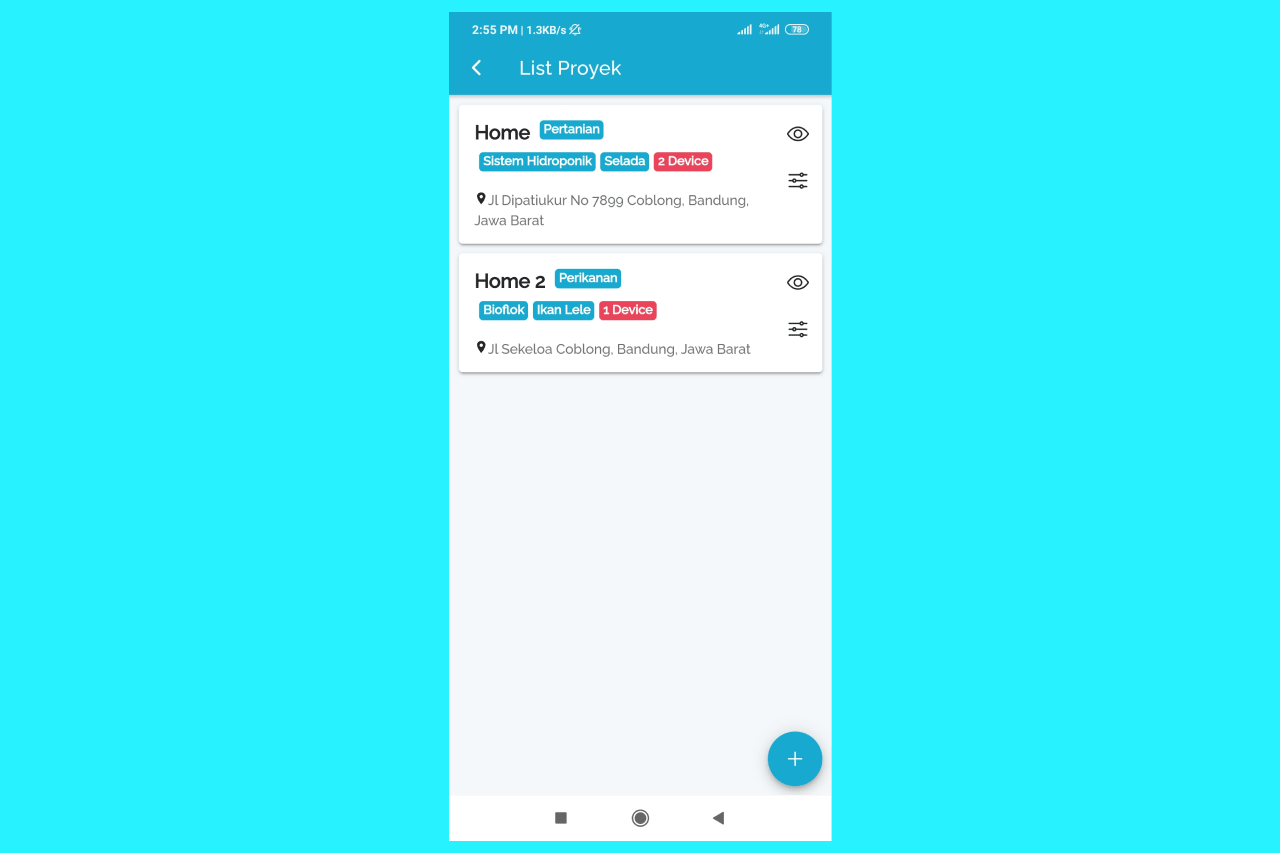 2:55 PM | 1.3KB/s
4G+
78
List Proyek
Home Pertanian
Sistem Hidroponik Selada 2 Device
Jl Dipatiukur No 7899 Coblong, Bandung,
Jawa Barat
Home 2 Perikanan
Bioflok Ikan Lele 1 Device
Jl Sekeloa Coblong, Bandung, Jawa Barat